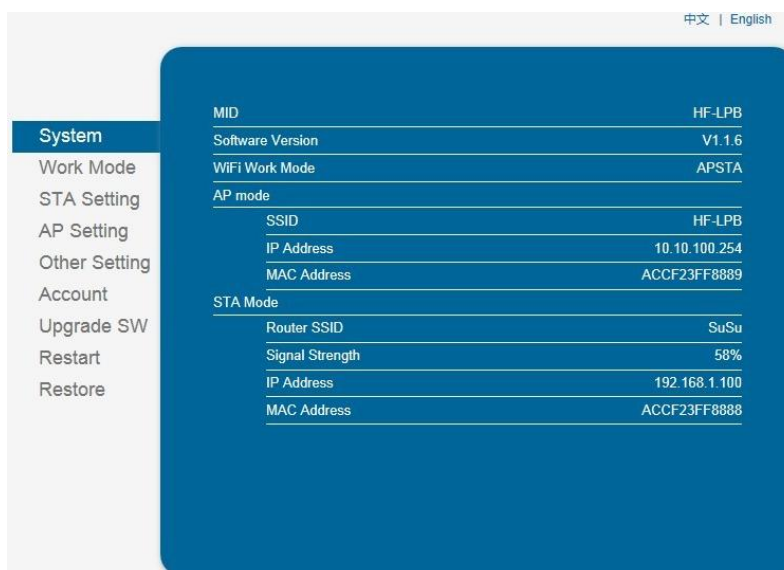 中文 | English
System
Work Mode
STA Setting
AP Setting
Other Setting
Account
Upgrade SW
Restart
Restore
MID HF-LPB
Software Version V1.1.6
WiFi Work Mode APSTA
AP mode
SSID HF-LPB
IP Address 10.10.100.254
MAC Address ACCF23FF8889
STA Mode
Router SSID SuSu
Signal Strength 58%
IP Address 192.168.1.100
MAC Address ACCF23FF8888